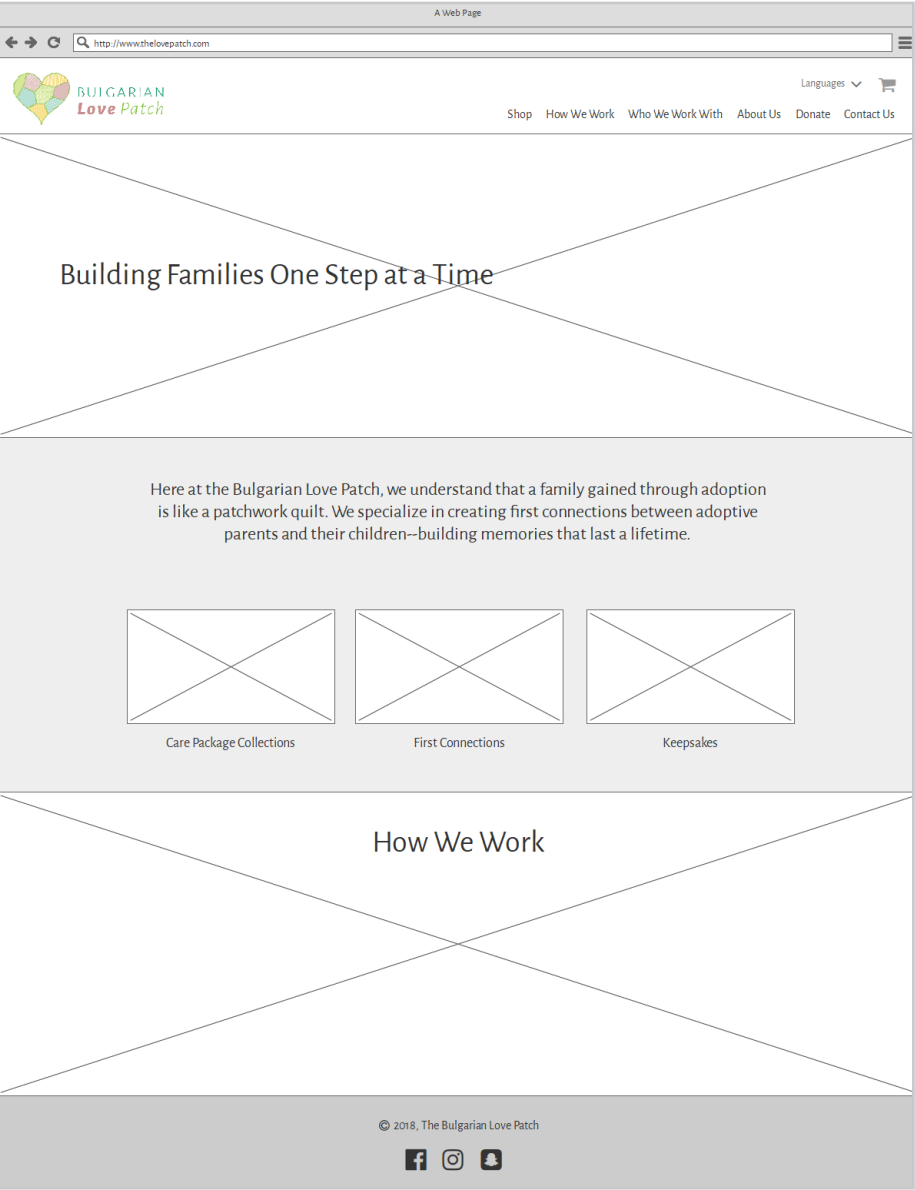 A Web Page
http://www.thelovepatch.com
BULGARIAN
Love Patch
Languages
Shop How We Work Who We Work With About Us Donate Contact Us
Building Families One Step at a Time
Here at the Bulgarian Love Patch, we understand that a family gained through adoption
is like a patchwork quilt. We specialize in creating first connections between adoptive
parents and their children--building memories that last a lifetime.
Care Package Collections First Connections Keepsakes
How We Work
© 2018, The Bulgarian Love Patch